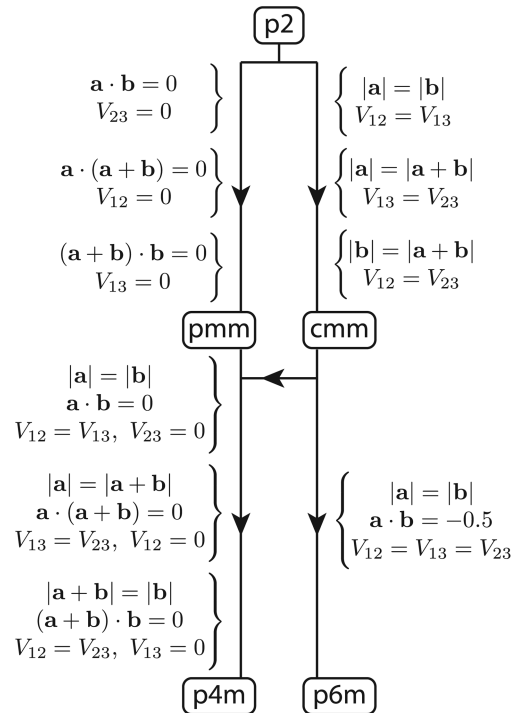 p2
a · b = 0
V₂₃ = 0
|a| = |b|
V₁₂ = V₁₃
a · (a + b) = 0
V₁₂ = 0
|a| = |a + b|
V₁₃ = V₂₃
(a + b) · b = 0
V₁₃ = 0
|b| = |a + b|
V₁₂ = V₂₃
pmm
cmm
|a| = |b|
a · b = 0
V₁₂ = V₁₃, V₂₃ = 0
|a| = |a + b|
a · (a + b) = 0
V₁₃ = V₂₃, V₁₂ = 0
|a| = |b|
a · b = −0.5
V₁₂ = V₁₃ = V₂₃
|a + b| = |b|
(a + b) · b = 0
V₁₂ = V₂₃, V₁₃ = 0
p4m
p6m